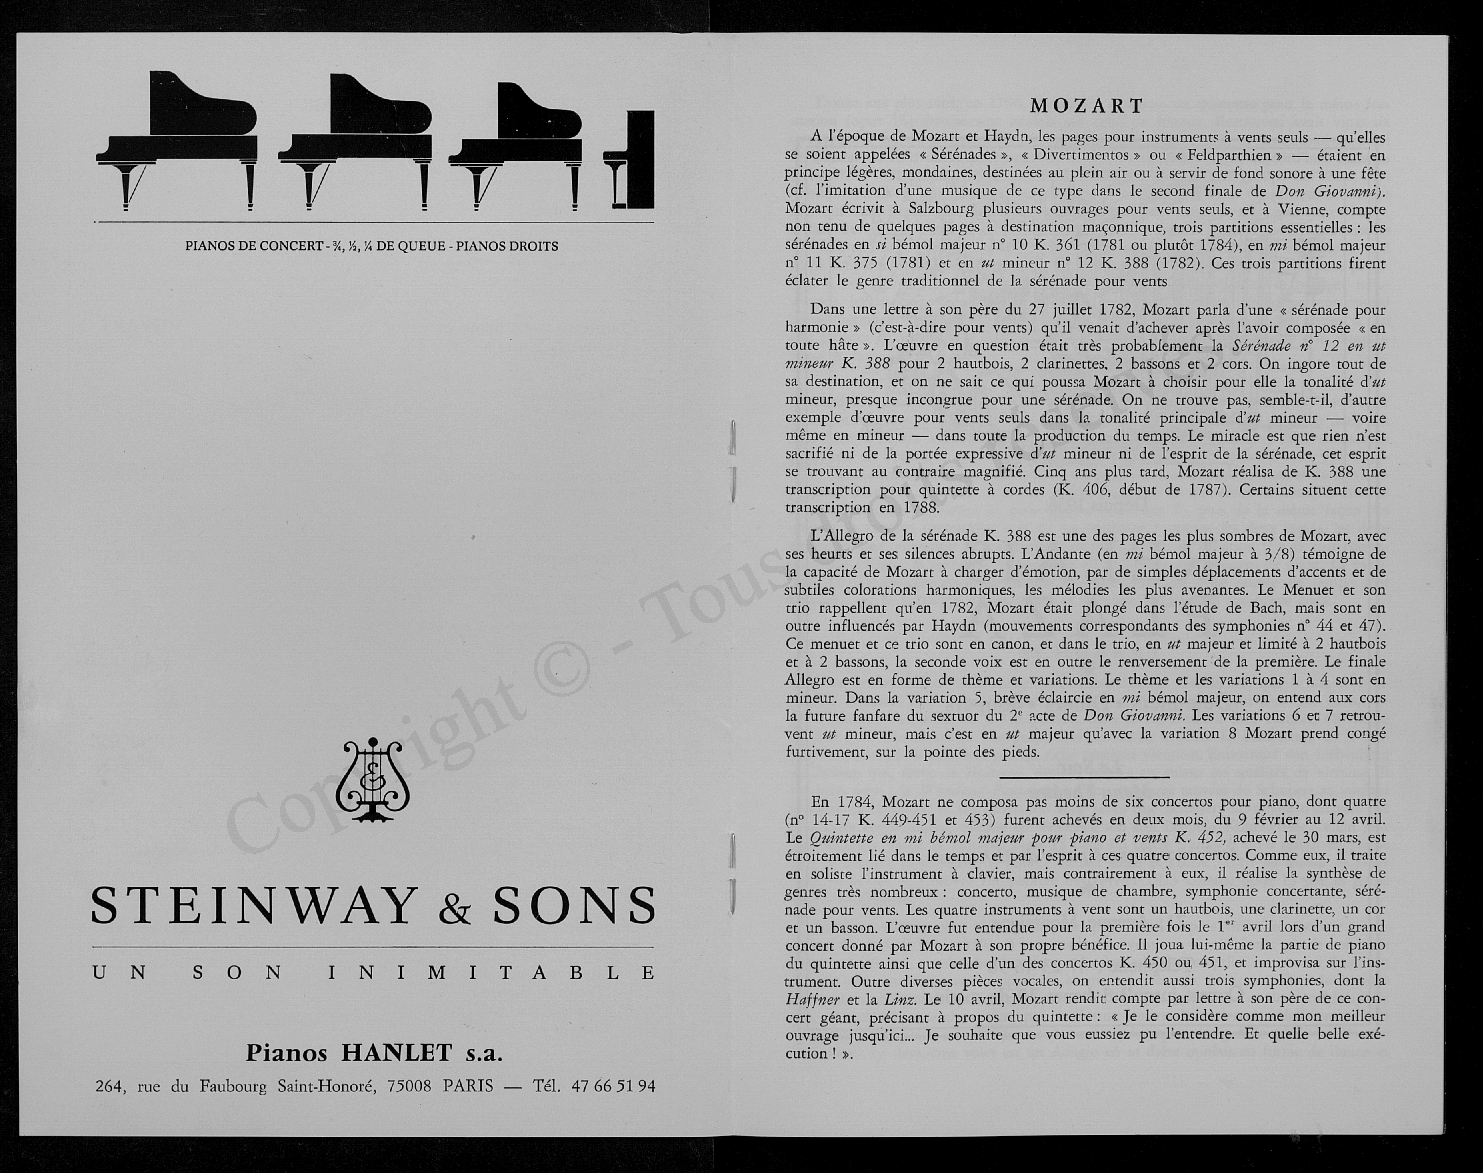 PIANOS DE CONCERT - ¾, ½, ¼ DE QUEUE - PIANOS DROITS
&
STEINWAY & SONS
UN SON INIMITABLE
Pianos HANLET s.a.
264, rue du Faubourg Saint-Honoré, 75008 PARIS — Tél. 47 66 51 94
MOZART
A l'époque de Mozart et Haydn, les pages pour instruments à vents seuls — qu'elles
se soient appelées « Sérénades », « Divertimentos » ou « Feldparthien » — étaient en
principe légères, mondaines, destinées au plein air ou à servir de fond sonore à une fête
(cf. l'imitation d'une musique de ce type dans le second finale de Don Giovanni).
Mozart écrivit à Salzbourg plusieurs ouvrages pour vents seuls, et à Vienne, compte
non tenu de quelques pages à destination maçonnique, trois partitions essentielles : les
sérénades en si bémol majeur n° 10 K. 361 (1781 ou plutôt 1784), en mi bémol majeur
n° 11 K. 375 (1781) et en ut mineur n° 12 K. 388 (1782). Ces trois partitions firent
éclater le genre traditionnel de la sérénade pour vents
Dans une lettre à son père du 27 juillet 1782, Mozart parla d'une « sérénade pour
harmonie » (c'est-à-dire pour vents) qu'il venait d'achever après l'avoir composée « en
toute hâte ». L'œuvre en question était très probablement la Sérénade n° 12 en ut
mineur K. 388 pour 2 hautbois, 2 clarinettes, 2 bassons et 2 cors. On ingore tout de
sa destination, et on ne sait ce qui poussa Mozart à choisir pour elle la tonalité d'ut
mineur, presque incongrue pour une sérénade. On ne trouve pas, semble-t-il, d'autre
exemple d'œuvre pour vents seuls dans la tonalité principale d'ut mineur — voire
même en mineur — dans toute la production du temps. Le miracle est que rien n'est
sacrifié ni de la portée expressive d'ut mineur ni de l'esprit de la sérénade, cet esprit
se trouvant au contraire magnifié. Cinq ans plus tard, Mozart réalisa de K. 388 une
transcription pour quintette à cordes (K. 406, début de 1787). Certains situent cette
transcription en 1788.
L'Allegro de la sérénade K. 388 est une des pages les plus sombres de Mozart, avec
ses heurts et ses silences abrupts. L'Andante (en mi bémol majeur à 3/8) témoigne de
la capacité de Mozart à charger d'émotion, par de simples déplacements d'accents et de
subtiles colorations harmoniques, les mélodies les plus avenantes. Le Menuet et son
trio rappellent qu'en 1782, Mozart était plongé dans l'étude de Bach, mais sont en
outre influencés par Haydn (mouvements correspondants des symphonies n° 44 et 47).
Ce menuet et ce trio sont en canon, et dans le trio, en ut majeur et limité à 2 hautbois
et à 2 bassons, la seconde voix est en outre le renversement de la première. Le finale
Allegro est en forme de thème et variations. Le thème et les variations 1 à 4 sont en
mineur. Dans la variation 5, brève éclaircie en mi bémol majeur, on entend aux cors
la future fanfare du sextuor du 2e acte de Don Giovanni. Les variations 6 et 7 retrou-
vent ut mineur, mais c'est en ut majeur qu'avec la variation 8 Mozart prend congé
furtivement, sur la pointe des pieds.
En 1784, Mozart ne composa pas moins de six concertos pour piano, dont quatre
(n° 14-17 K. 449-451 et 453) furent achevés en deux mois, du 9 février au 12 avril.
Le Quintette en mi bémol majeur pour piano et vents K. 452, achevé le 30 mars, est
étroitement lié dans le temps et par l'esprit à ces quatre concertos. Comme eux, il traite
en soliste l'instrument à clavier, mais contrairement à eux, il réalise la synthèse de
genres très nombreux : concerto, musique de chambre, symphonie concertante, séré-
nade pour vents. Les quatre instruments à vent sont un hautbois, une clarinette, un cor
et un basson. L'œuvre fut entendue pour la première fois le 1er avril lors d'un grand
concert donné par Mozart à son propre bénéfice. Il joua lui-même la partie de piano
du quintette ainsi que celle d'un des concertos K. 450 ou 451, et improvisa sur l'ins-
trument. Outre diverses pièces vocales, on entendit aussi trois symphonies, dont la
Haffner et la Linz. Le 10 avril, Mozart rendit compte par lettre à son père de ce con-
cert géant, précisant à propos du quintette : « Je le considère comme mon meilleur
ouvrage jusqu'ici... Je souhaite que vous eussiez pu l'entendre. Et quelle belle exé-
cution ! ».
Copyright © - Tous droits réservés